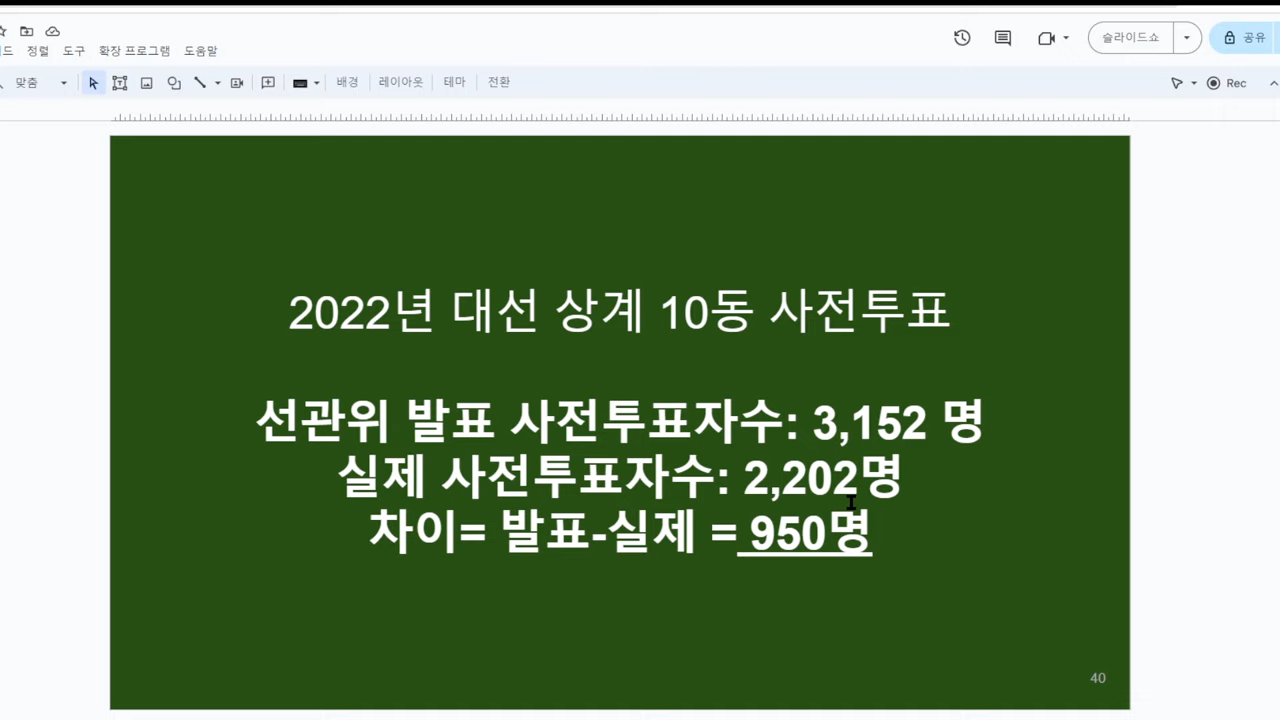 슬라이드쇼
공유
정렬 도구 확장 프로그램 도움말
맞춤 배경 레이아웃 테마 전환 Rec
2022년 대선 상계 10동 사전투표
선관위 발표 사전투표자수: 3,152 명
실제 사전투표자수: 2,202명
차이= 발표-실제 = 950명
40